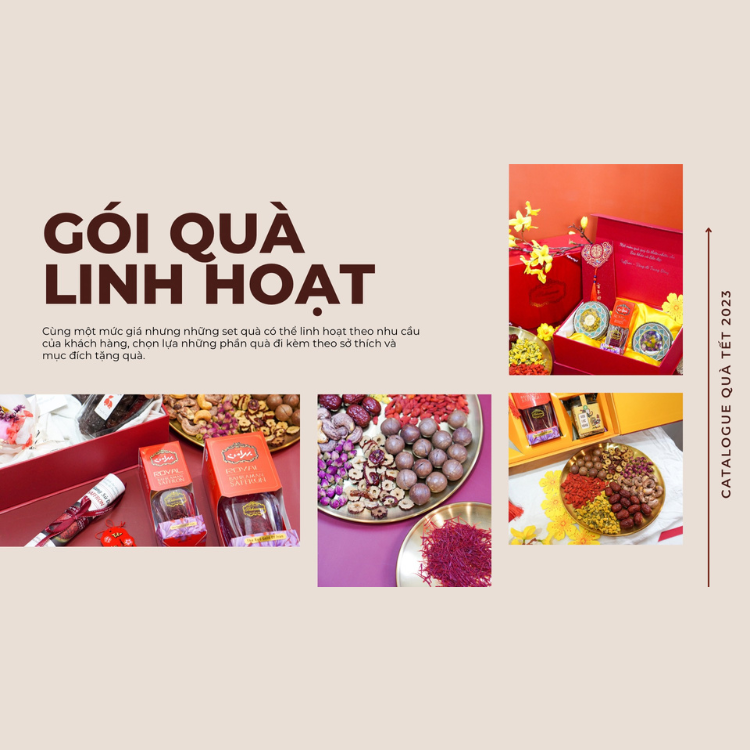 GÓI QUÀ
LINH HOẠT
Cùng một mức giá nhưng những set quà có thể linh hoạt theo nhu cầu
của khách hàng, chọn lựa những phần quà đi kèm theo sở thích và
mục đích tặng quà.
CATALOGUE QUÀ TẾT 2023
ROYAL
SAFFRON
ROYAL
SAFFRON